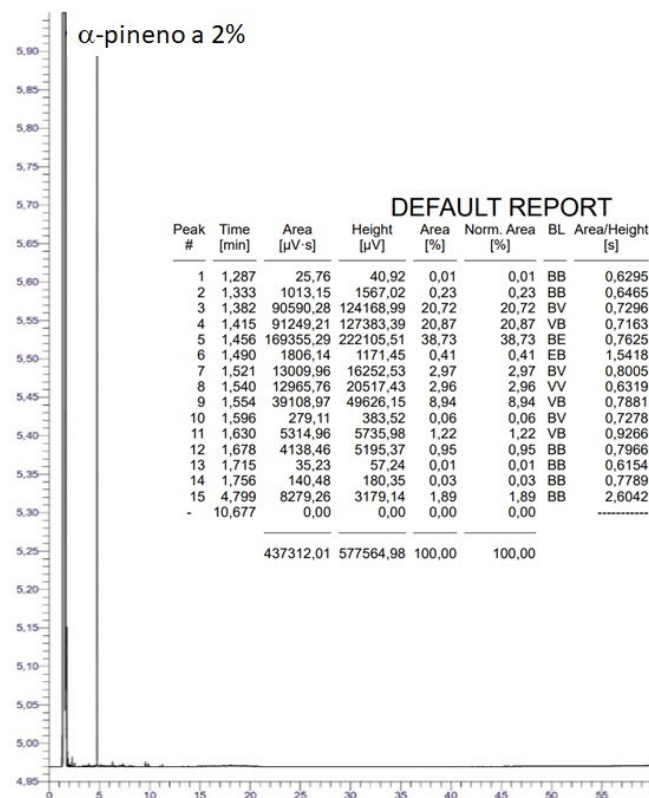 α-pineno a 2%
5,90
5,85
5,80
5,75
5,70
5,65
5,60
5,55
5,50
5,45
5,40
5,35
5,30
5,25
5,20
5,15
5,10
5,05
5,00
4,95
DEFAULT REPORT
Peak Time Area Height Area Norm. Area BL Area/Height
# [min] [µV·s] [µV] [%] [%] [s]
1 1,287 25,76 40,92 0,01 0,01 BB 0,6295
2 1,333 1013,15 1567,02 0,23 0,23 BB 0,6465
3 1,382 90590,28 124168,99 20,72 20,72 BV 0,7296
4 1,415 91249,21 127383,39 20,87 20,87 VB 0,7163
5 1,456 169355,29 222105,51 38,73 38,73 BE 0,7625
6 1,490 1806,14 1171,45 0,41 0,41 EB 1,5418
7 1,521 13009,96 16252,53 2,97 2,97 BV 0,8005
8 1,540 12965,76 20517,43 2,96 2,96 VV 0,6319
9 1,554 39108,97 49626,15 8,94 8,94 VB 0,7881
10 1,596 279,11 383,52 0,06 0,06 BV 0,7278
11 1,630 5314,96 5735,98 1,22 1,22 VB 0,9266
12 1,678 4138,46 5195,37 0,95 0,95 BB 0,7966
13 1,715 35,23 57,24 0,01 0,01 BB 0,6154
14 1,756 140,48 180,35 0,03 0,03 BB 0,7789
15 4,799 8279,26 3179,14 1,89 1,89 BB 2,6042
- 10,677 0,00 0,00 0,00 0,00 -----------
437312,01 577564,98 100,00 100,00
0 5 10 15 20 25 30 35 40 45 50 55